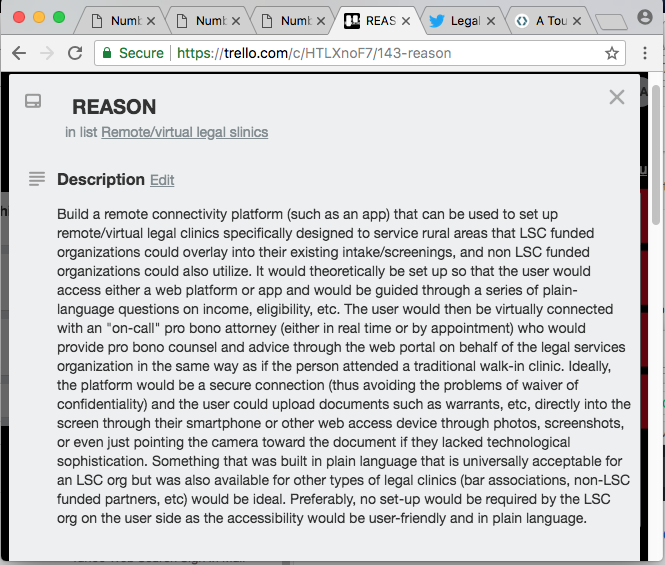 Numb
Numb
Numb
REAS
Legal
A Tou
Secure https://trello.com/c/HTLXnoF7/143-reason
REASON
in list Remote/virtual legal slinics
Description Edit
Build a remote connectivity platform (such as an app) that can be used to set up
remote/virtual legal clinics specifically designed to service rural areas that LSC funded
organizations could overlay into their existing intake/screenings, and non LSC funded
organizations could also utilize. It would theoretically be set up so that the user would
access either a web platform or app and would be guided through a series of plain-
language questions on income, eligibility, etc. The user would then be virtually connected
with an "on-call" pro bono attorney (either in real time or by appointment) who would
provide pro bono counsel and advice through the web portal on behalf of the legal services
organization in the same way as if the person attended a traditional walk-in clinic. Ideally,
the platform would be a secure connection (thus avoiding the problems of waiver of
confidentiality) and the user could upload documents such as warrants, etc, directly into the
screen through their smartphone or other web access device through photos, screenshots,
or even just pointing the camera toward the document if they lacked technological
sophistication. Something that was built in plain language that is universally acceptable for
an LSC org but was also available for other types of legal clinics (bar associations, non-LSC
funded partners, etc) would be ideal. Preferably, no set-up would be required by the LSC
org on the user side as the accessibility would be user-friendly and in plain language.